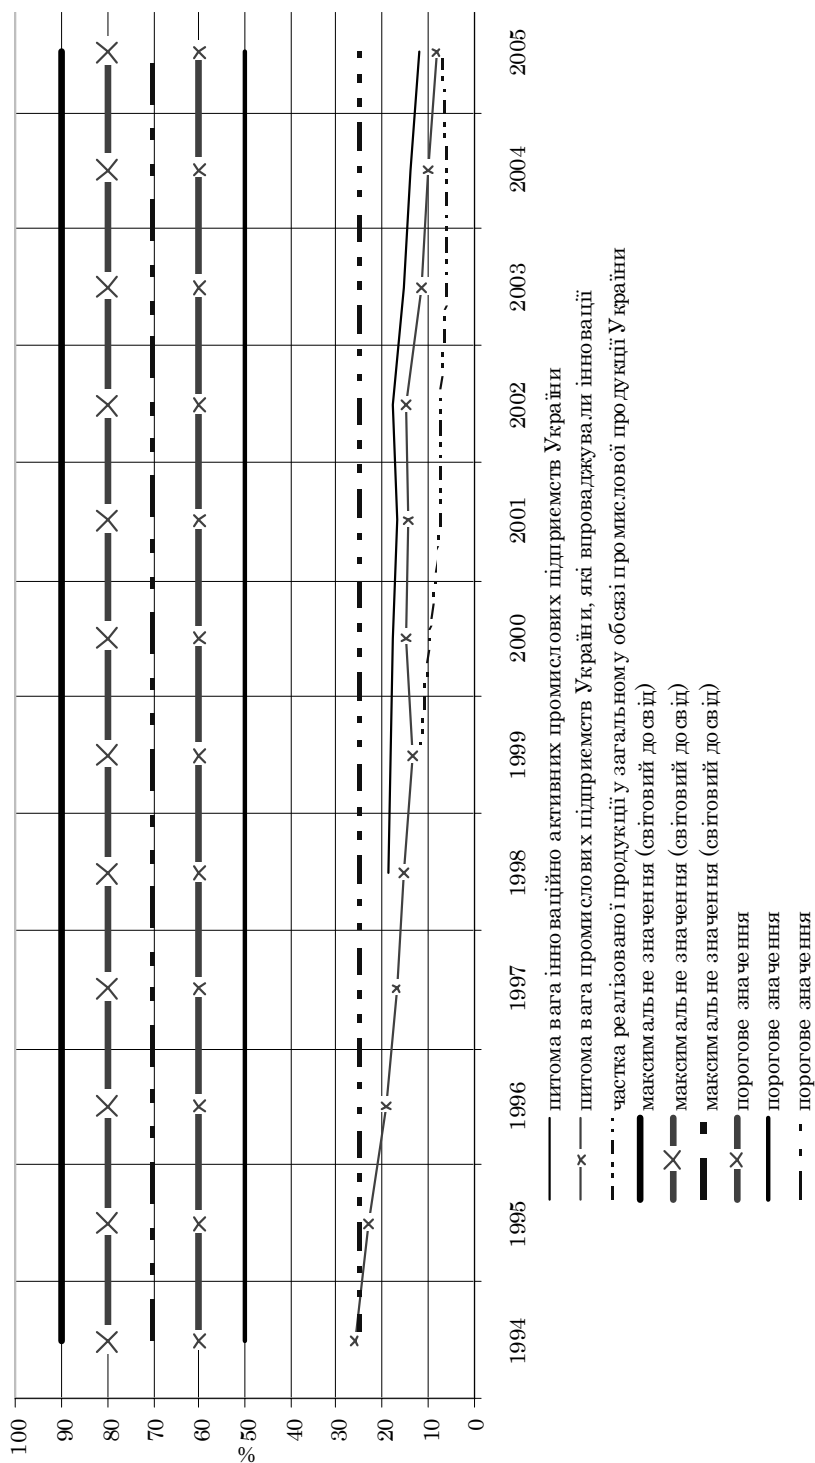 100
90
80
70
60
50
40
30
20
10
0
%
1994
1995
1996
1997
1998
1999
2000
2001
2002
2003
2004
2005
питома вага інноваційно активних промислових підприємств України
питома вага промислових підприємств України, які впроваджували інновації
частка реалізованої продукції у загальному обсязі промислової продукції України
максимальне значення (світовий досвід)
максимальне значення (світовий досвід)
максимальне значення (світовий досвід)
порогове значення
порогове значення
порогове значення